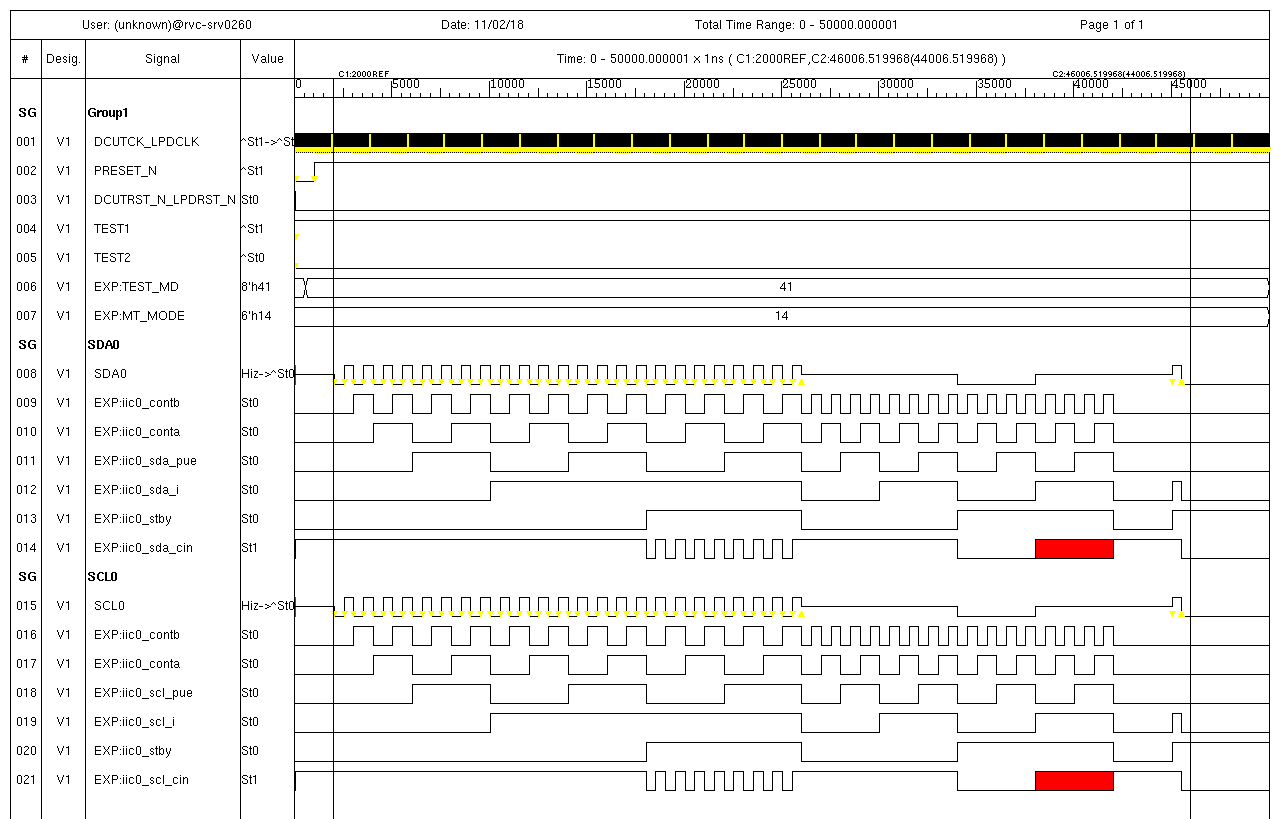 User: (unknown)@rvc-srv0260 Date: 11/02/18 Total Time Range: 0 - 50000.000001 Page 1 of 1
# Desig. Signal Value Time: 0 - 50000.000001 x 1ns ( C1:2000REF,C2:46006.519968(44006.519968) )
C1:2000REF C2:46006.519968(44006.519968)
0 5000 10000 15000 20000 25000 30000 35000 40000 45000
SG Group1
001 V1 DCUTCK_LPDCLK ^St1->^St
002 V1 PRESET_N ^St1
003 V1 DCUTRST_N_LPDRST_N St0
004 V1 TEST1 ^St1
005 V1 TEST2 ^St0
006 V1 EXP:TEST_MD 8'h41 41
007 V1 EXP:MT_MODE 6'h14 14
SG SDA0
008 V1 SDA0 Hiz->^St0
009 V1 EXP:iic0_contb St0
010 V1 EXP:iic0_conta St0
011 V1 EXP:iic0_sda_pue St0
012 V1 EXP:iic0_sda_i St0
013 V1 EXP:iic0_stby St0
014 V1 EXP:iic0_sda_cin St1
SG SCL0
015 V1 SCL0 Hiz->^St0
016 V1 EXP:iic0_contb St0
017 V1 EXP:iic0_conta St0
018 V1 EXP:iic0_scl_pue St0
019 V1 EXP:iic0_scl_i St0
020 V1 EXP:iic0_stby St0
021 V1 EXP:iic0_scl_cin St1